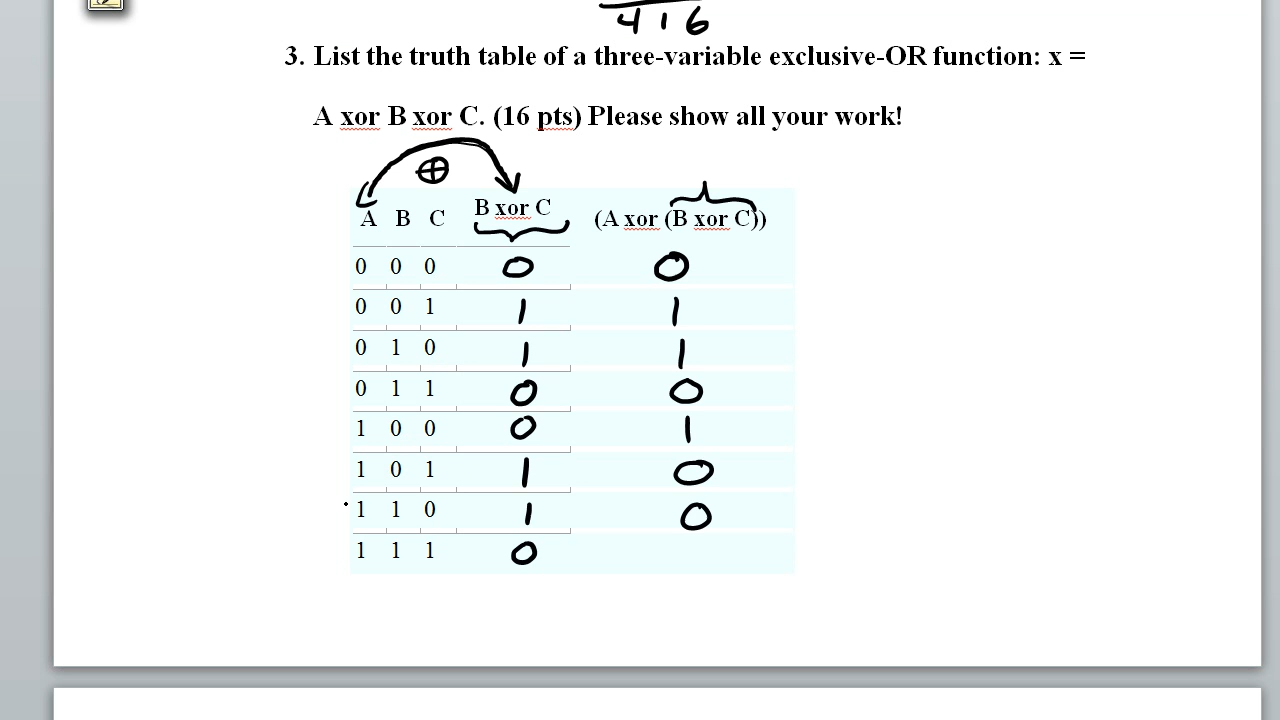 416
3. List the truth table of a three-variable exclusive-OR function: x =
A xor B xor C. (16 pts) Please show all your work!
⊕
A B C B xor C (A xor (B xor C))
0 0 0 0 0
0 0 1 1 1
0 1 0 1 1
0 1 1 0 0
1 0 0 0 1
1 0 1 1 0
1 1 0 1 0
1 1 1 0